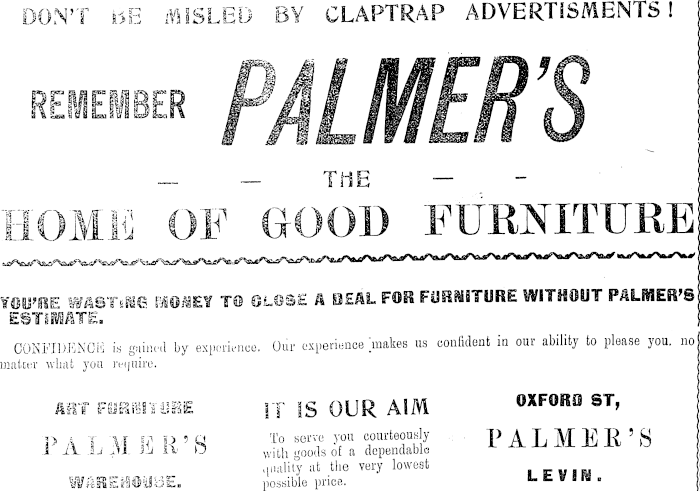 DON'T BE MISLED BY CLAPTRAP ADVERTISMENTS!
REMEMBER PALMER'S
THE
HOME OF GOOD FURNITURE
YOU'RE WASTING MONEY TO CLOSE A DEAL FOR FURNITURE WITHOUT PALMER'S
ESTIMATE.
CONFIDENCE is gained by experience. Our experience makes us confident in our ability to please you, no
matter what you require.
ART FURNITURE
PALMER'S
WAREHOUSE.
IT IS OUR AIM
To serve you courteously
with goods of a dependable
quality at the very lowest
possible price.
OXFORD ST,
PALMER'S
LEVIN.